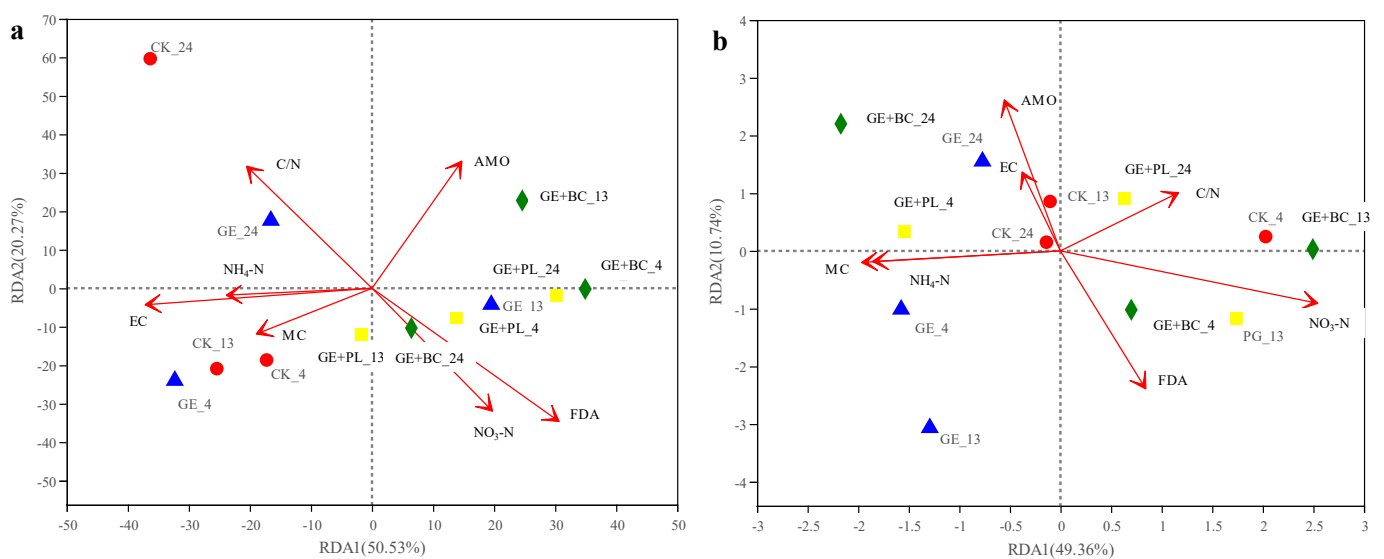 a
70
60
50
40
30
20
10
0
-10
-20
-30
-40
-50
-50
-40
-30
-20
-10
0
10
20
30
40
50
RDA2(20.27%)
RDA1(50.53%)
CK_24
C/N
AMO
GE+BC_13
GE_24
NH₄-N
GE+PL_24
GE+BC_4
EC
MC
GE_13
GE+PL_4
CK_13
GE+PL_13
GE+BC_24
CK_4
GE_4
FDA
NO₃-N
b
4
3
2
1
0
-1
-2
-3
-4
-3
-2.5
-2
-1.5
-1
-0.5
0
0.5
1
1.5
2
2.5
3
RDA2(10.74%)
RDA1(49.36%)
AMO
GE+BC_24
GE_24
EC
GE+PL_24
GE+PL_4
CK_13
C/N
CK_4
GE+BC_13
CK_24
MC
NH₄-N
NO₃-N
GE_4
GE+BC_4
PG_13
FDA
GE_13